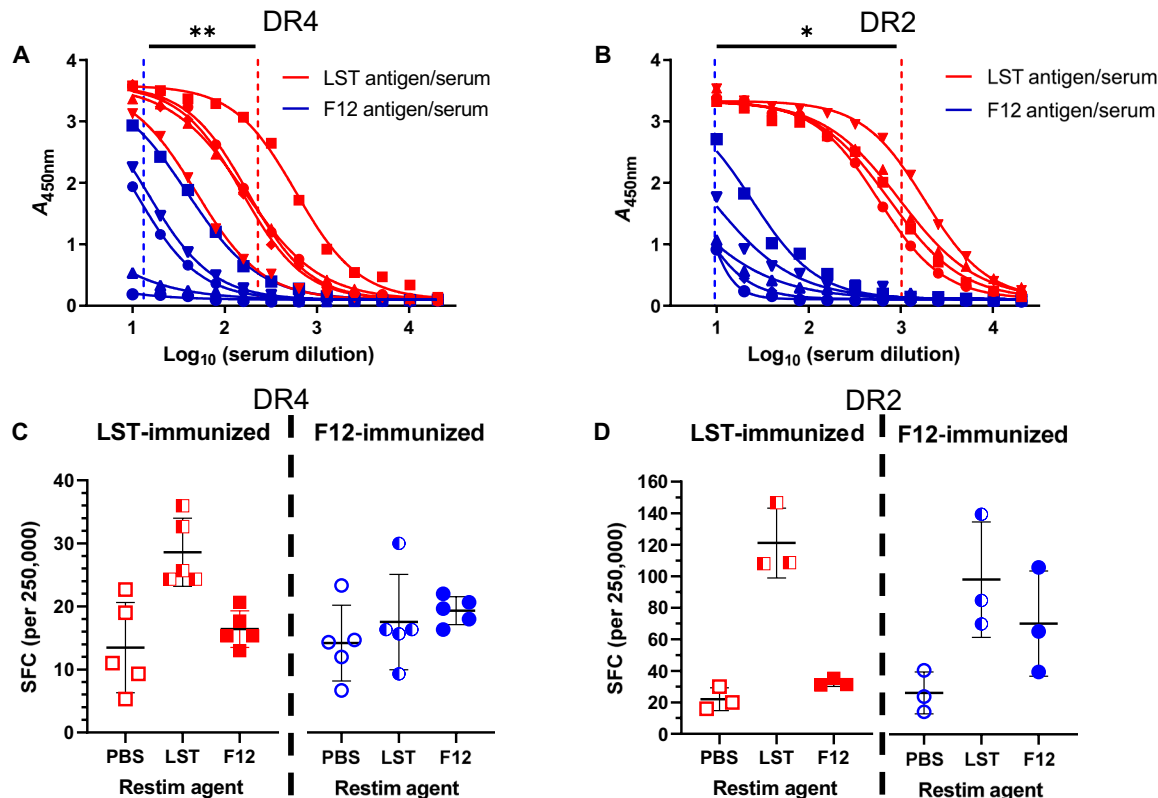 DR4
A
**
4
3
2
1
0
A450nm
LST antigen/serum
F12 antigen/serum
1 2 3 4
Log10 (serum dilution)
DR2
B
*
4
3
2
1
0
A450nm
LST antigen/serum
F12 antigen/serum
1 2 3 4
Log10 (serum dilution)
DR4
C
LST-immunized
F12-immunized
40
30
20
10
0
SFC (per 250,000)
PBS LST F12
Restim agent
PBS LST F12
Restim agent
DR2
D
LST-immunized
F12-immunized
160
140
120
100
80
60
40
20
0
SFC (per 250,000)
PBS LST F12
Restim agent
PBS LST F12
Restim agent